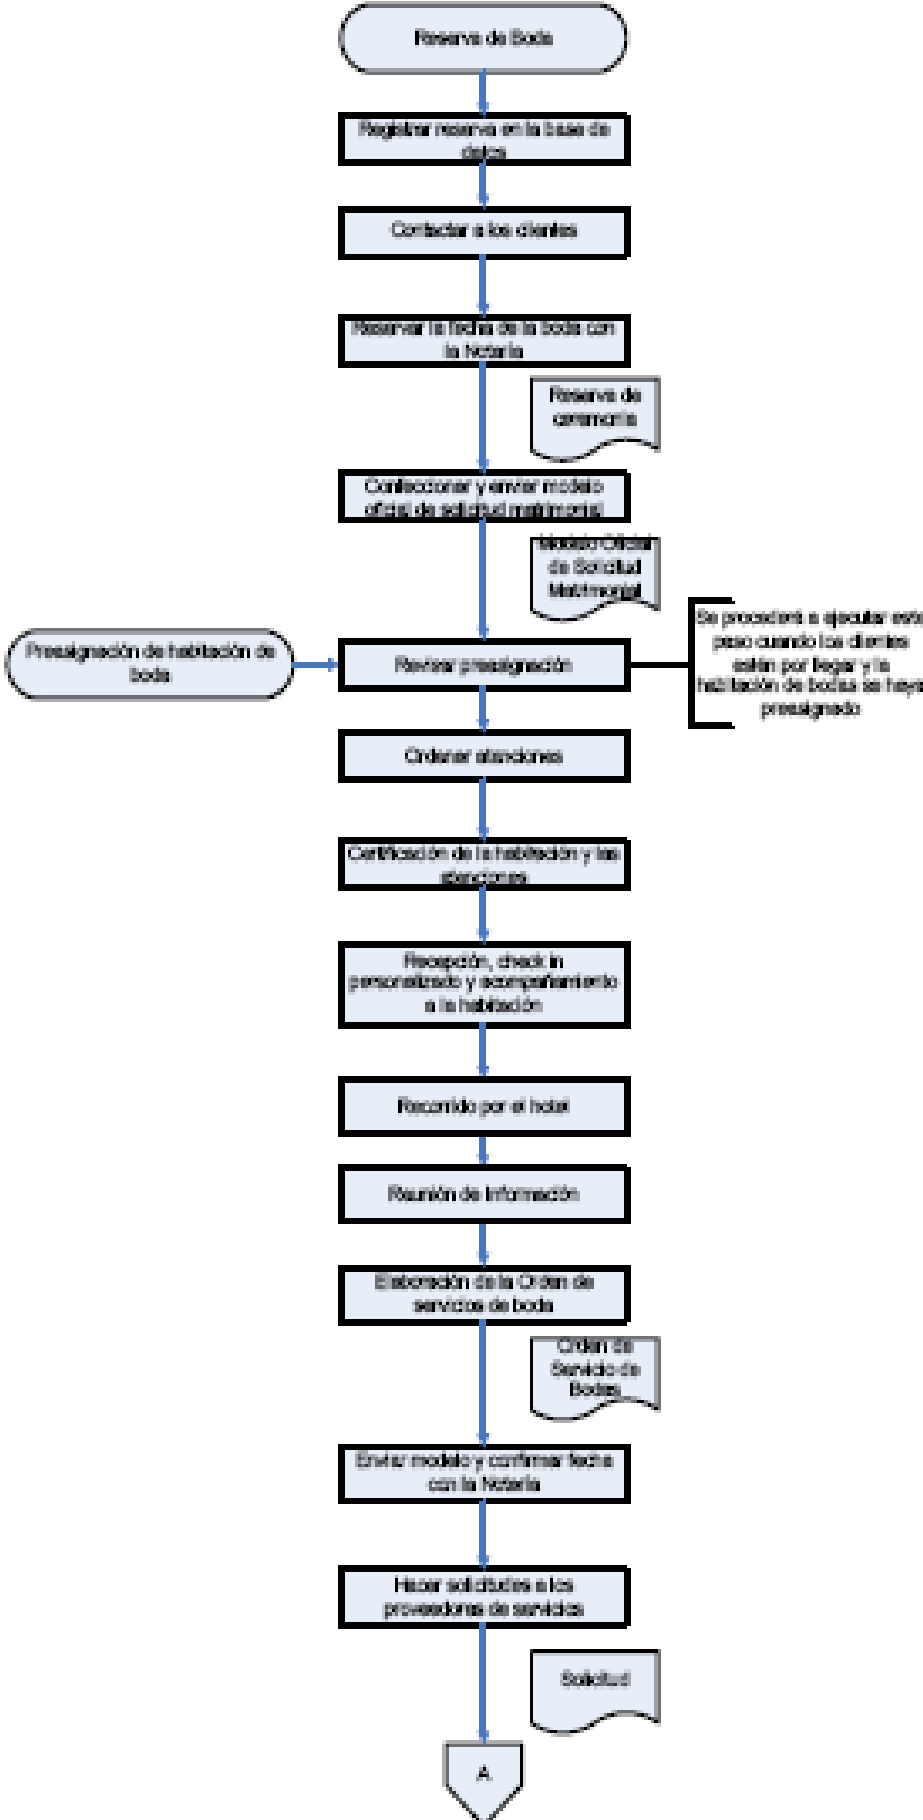 Reserva de Boda
Registrar reserva en la base de
datos
Contactar a los clientes
Reservar la fecha de la boda con
la Notaría
Reserva de
ceremonia
Confeccionar y enviar modelo
oficial de solicitud matrimonial
Modelo Oficial
de Solicitud
Matrimonial
Preasignación de habitación de
boda
Revisar preasignación
Se procederá a ejecutar este
paso cuando los clientes
estén por llegar y la
habitación de bodas se haya
preasignado
Ordenar atenciones
Certificación de la habitación y las
atenciones
Recepción, check in
personalizado y acompañamiento
a la habitación
Recorrido por el hotel
Reunión de información
Elaboración de la Orden de
servicios de boda
Orden de
Servicio de
Bodas
Enviar modelo y confirmar fecha
con la Notaría
Hacer solicitudes a los
proveedores de servicios
Solicitud
A